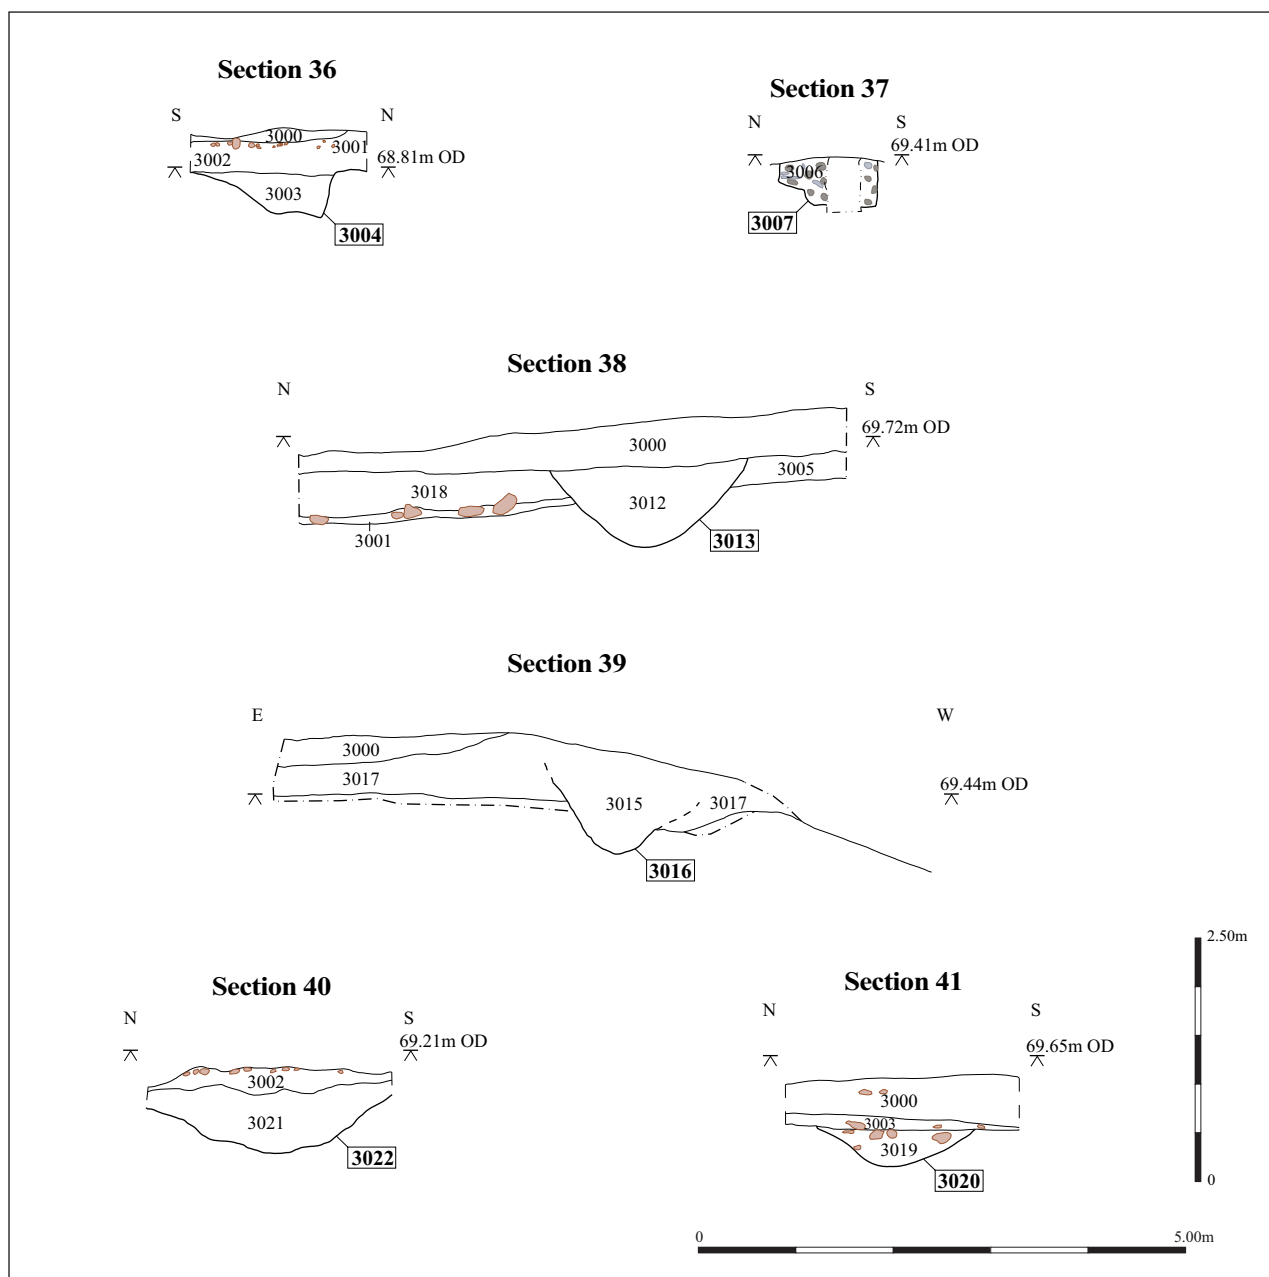 Section 36
S
N
3000
3001
3002
68.81m OD
3003
3004
Section 37
N
S
69.41m OD
3006
3007
Section 38
N
S
69.72m OD
3000
3005
3018
3012
3001
3013
Section 39
E
W
3000
3017
69.44m OD
3015
3017
3016
Section 40
N
S
69.21m OD
3002
3021
3022
Section 41
N
S
69.65m OD
3000
3003
3019
3020
2.50m
0
0
5.00m